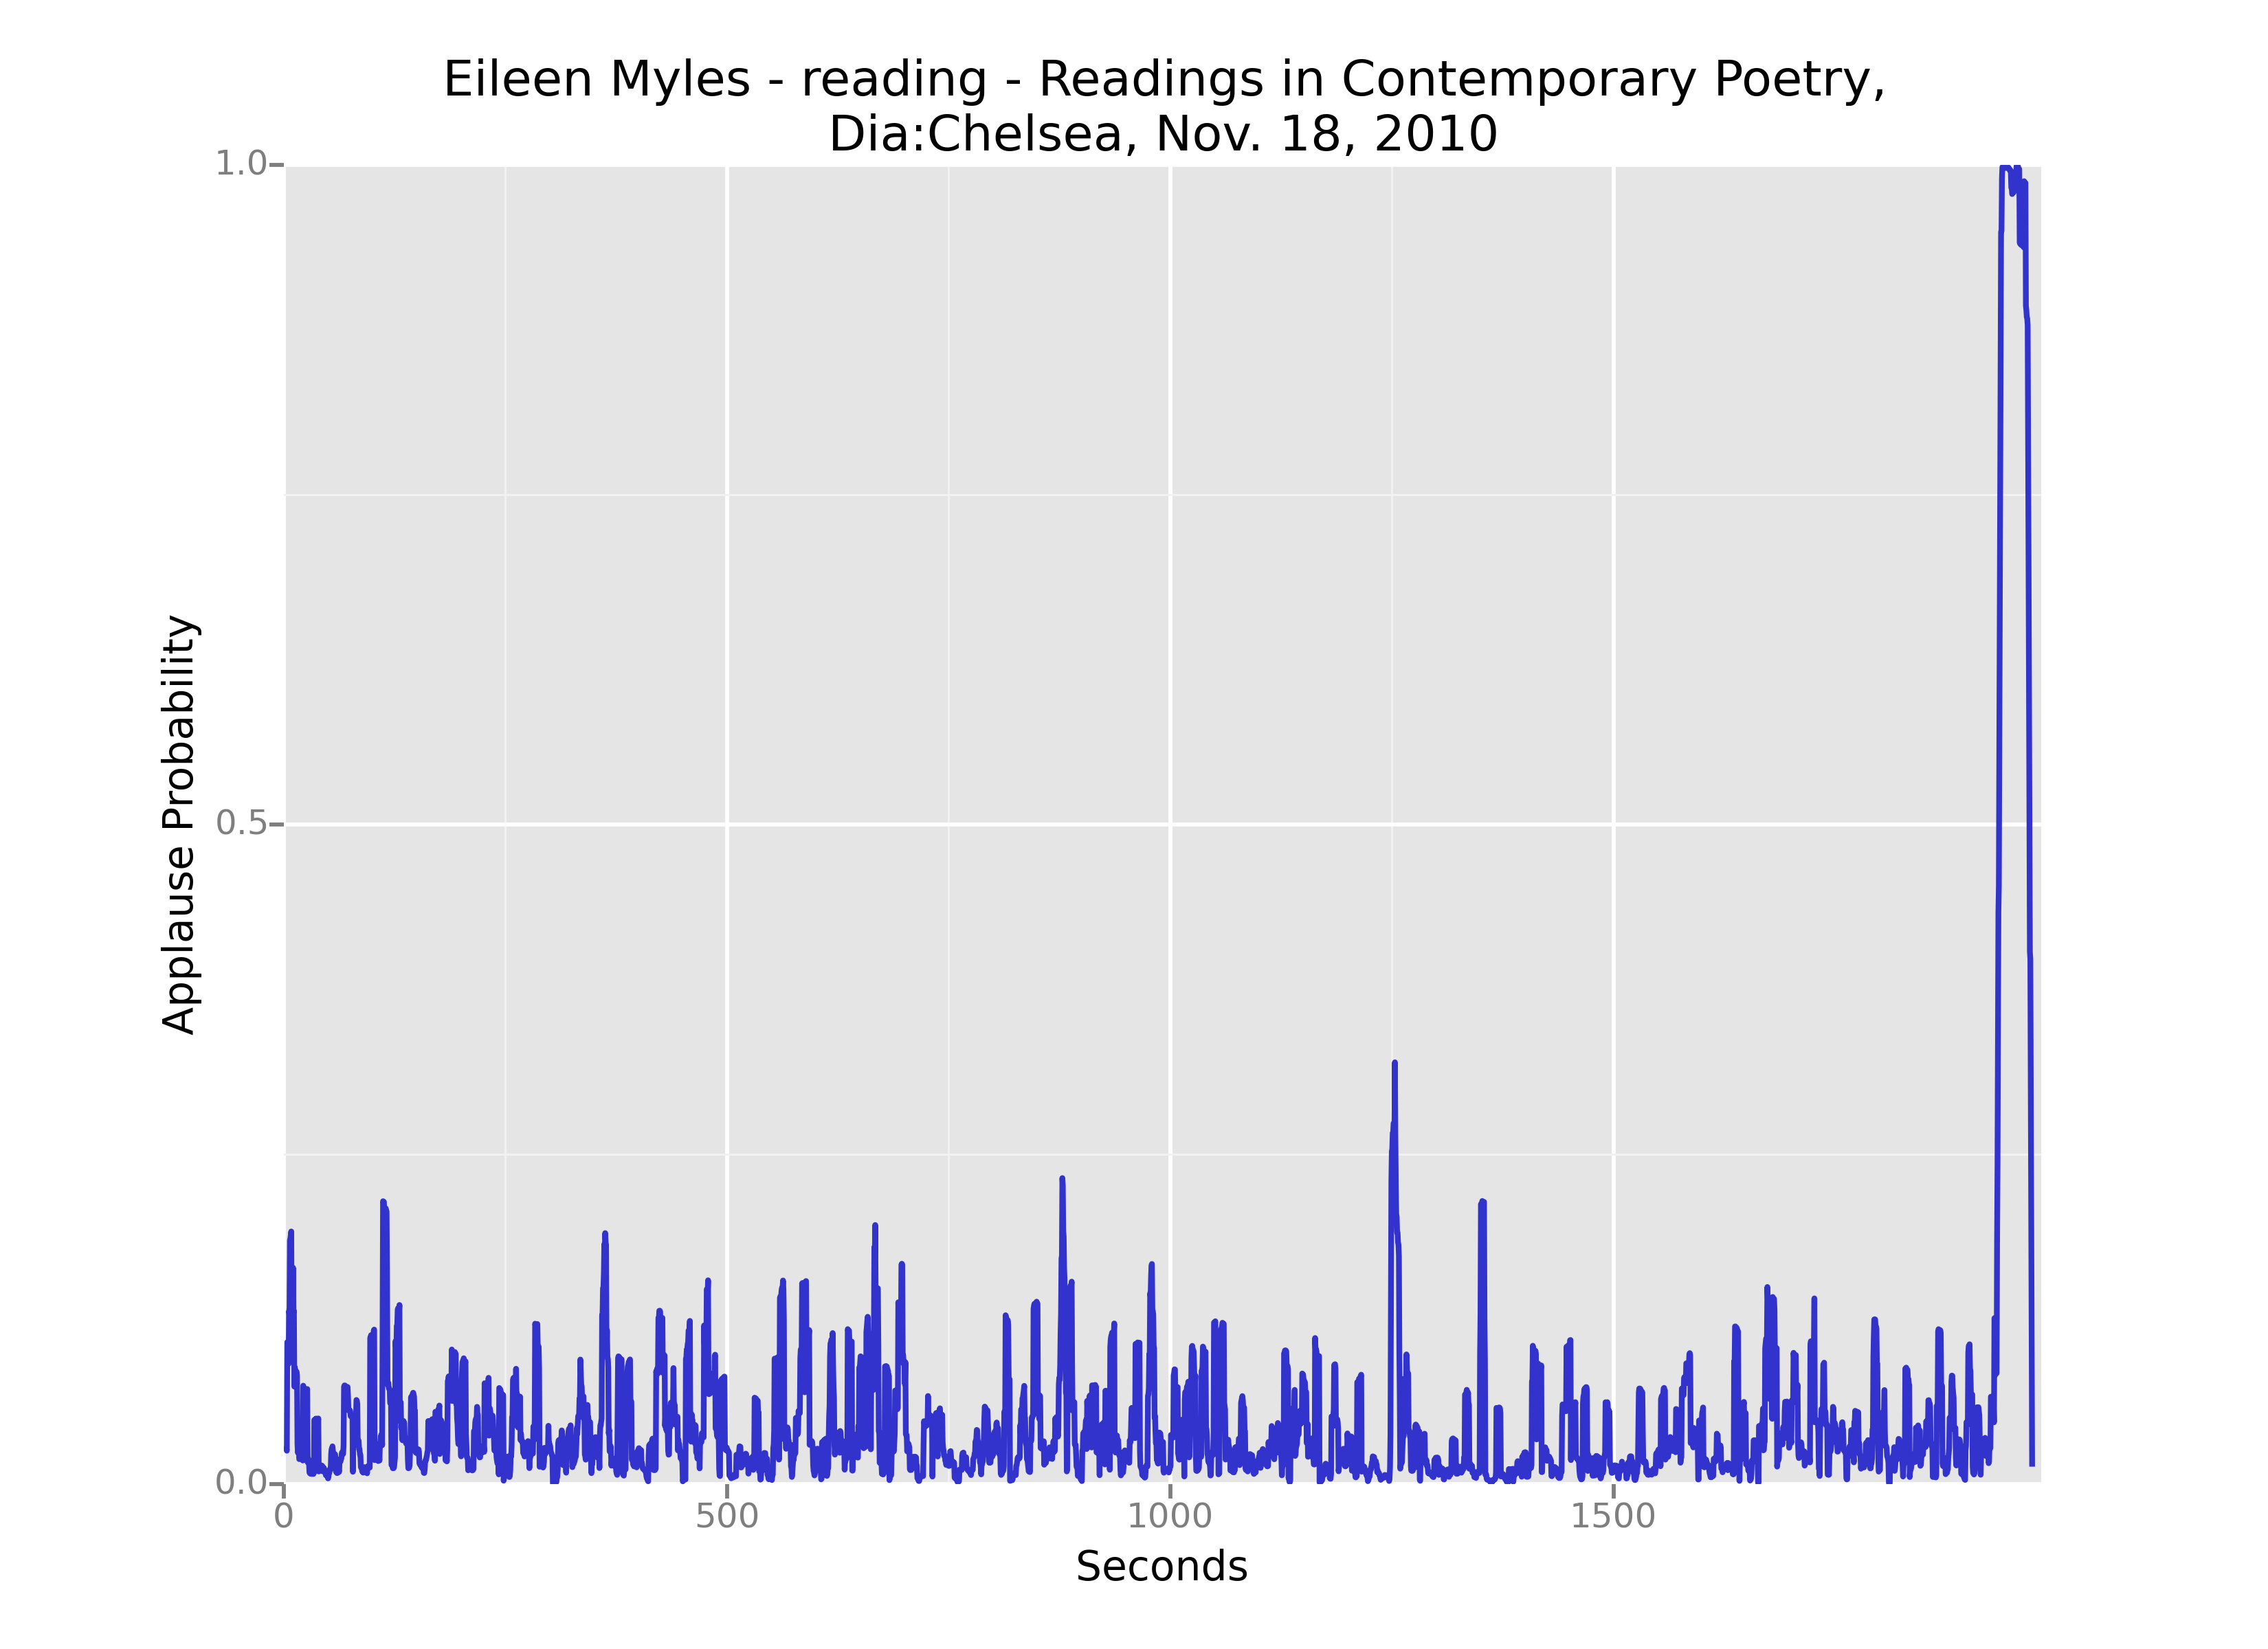 Eileen Myles - reading - Readings in Contemporary Poetry,
Dia:Chelsea, Nov. 18, 2010
1.0
0.5
0.0
Applause Probability
0
500
1000
1500
Seconds